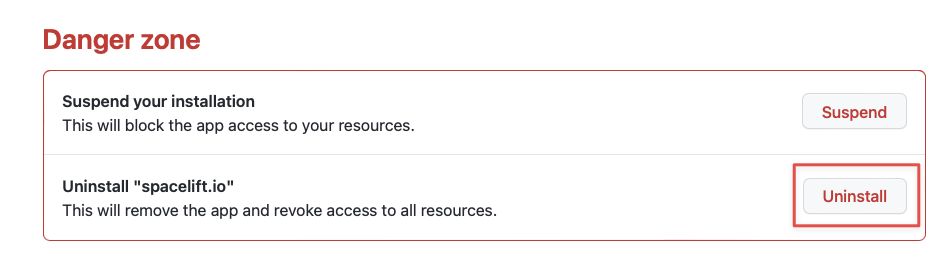 Danger zone
Suspend your installation
This will block the app access to your resources.
Suspend
Uninstall "spacelift.io"
This will remove the app and revoke access to all resources.
Uninstall